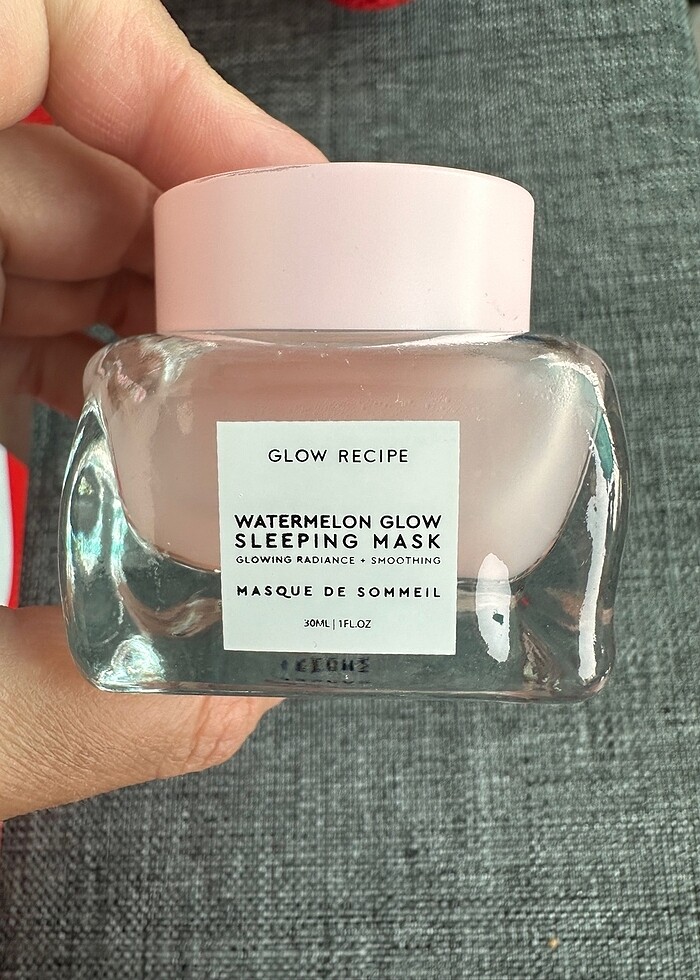 GLOW RECIPE
WATERMELON GLOW
SLEEPING MASK
GLOWING RADIANCE + SMOOTHING
MASQUE DE SOMMEIL
30ML | 1FL.OZ